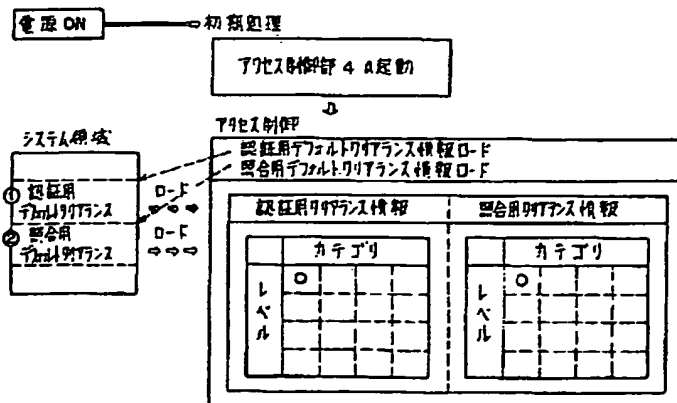 電源ON
初期処理
アクセス制御部 4 a起動
システム領域
アクセス制御
認証用デフォルトクリアランス情報ロード
照合用デフォルトクリアランス情報ロード
① 認証用
デフォルトクリアランス
ロード
② 照合用
デフォルトクリアランス
ロード
認証用クリアランス情報
照合用クリアランス情報
カテゴリ
レベル
カテゴリ
レベル